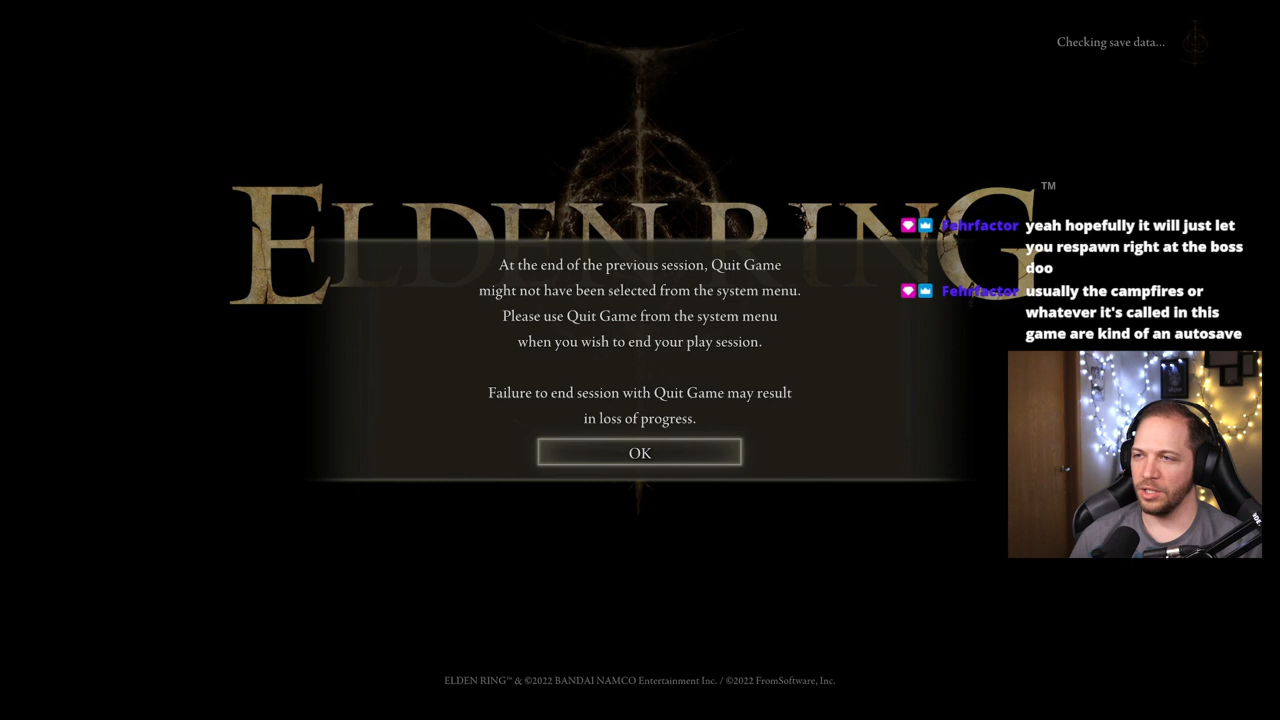 Checking save data...
ELDEN RING™
At the end of the previous session, Quit Game
might not have been selected from the system menu.
Please use Quit Game from the system menu
when you wish to end your play session.
Failure to end session with Quit Game may result
in loss of progress.
OK
Fehrfactor yeah hopefully it will just let
you respawn right at the boss
doo
Fehrfactor usually the campfires or
whatever it's called in this
game are kind of an autosave
ELDEN RING™ & ©2022 BANDAI NAMCO Entertainment Inc. / ©2022 FromSoftware, Inc.